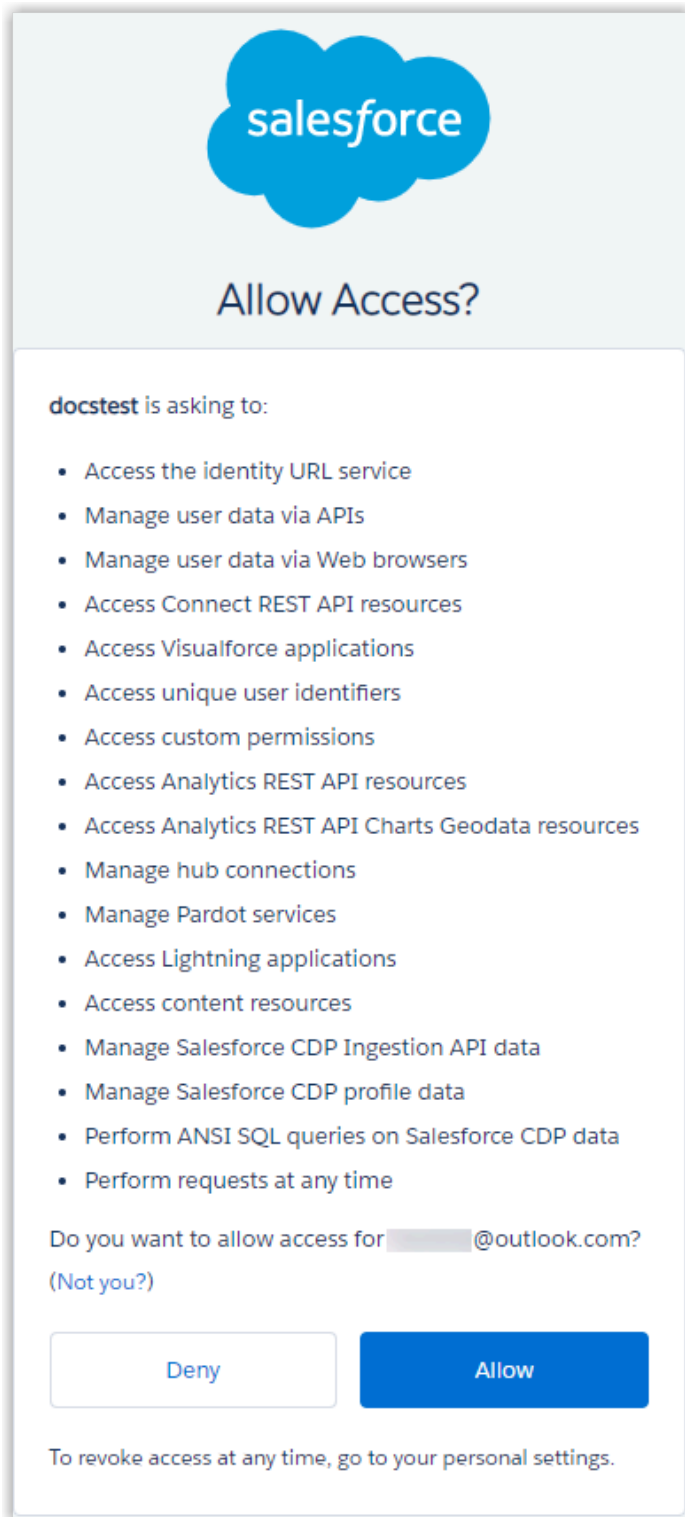 salesforce
Allow Access?
docstest is asking to:
• Access the identity URL service
• Manage user data via APIs
• Manage user data via Web browsers
• Access Connect REST API resources
• Access Visualforce applications
• Access unique user identifiers
• Access custom permissions
• Access Analytics REST API resources
• Access Analytics REST API Charts Geodata resources
• Manage hub connections
• Manage Pardot services
• Access Lightning applications
• Access content resources
• Manage Salesforce CDP Ingestion API data
• Manage Salesforce CDP profile data
• Perform ANSI SQL queries on Salesforce CDP data
• Perform requests at any time
Do you want to allow access for @outlook.com?
(Not you?)
Deny
Allow
To revoke access at any time, go to your personal settings.